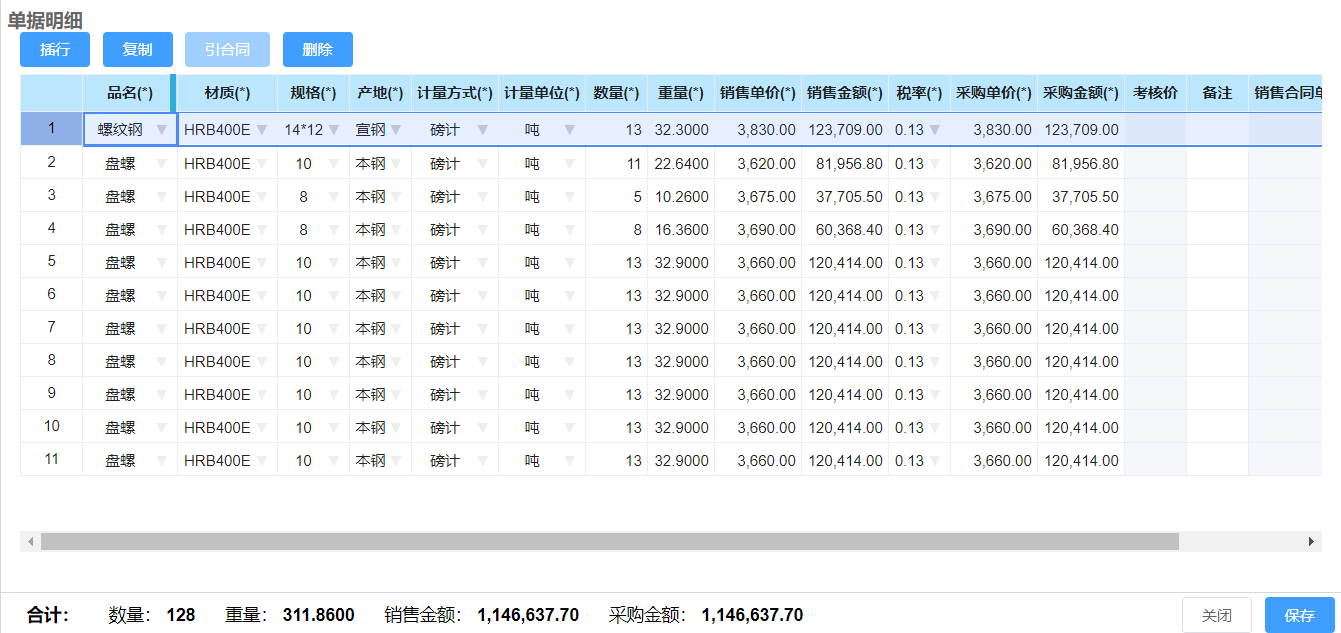 单据明细
插行 复制 引合同 删除
品名(*) 材质(*) 规格(*) 产地(*) 计量方式(*) 计量单位(*) 数量(*) 重量(*) 销售单价(*) 销售金额(*) 税率(*) 采购单价(*) 采购金额(*) 考核价 备注 销售合同单
1 螺纹钢 HRB400E 14*12 宣钢 磅计 吨 13 32.3000 3,830.00 123,709.00 0.13 3,830.00 123,709.00
2 盘螺 HRB400E 10 本钢 磅计 吨 11 22.6400 3,620.00 81,956.80 0.13 3,620.00 81,956.80
3 盘螺 HRB400E 8 本钢 磅计 吨 5 10.2600 3,675.00 37,705.50 0.13 3,675.00 37,705.50
4 盘螺 HRB400E 8 本钢 磅计 吨 8 16.3600 3,690.00 60,368.40 0.13 3,690.00 60,368.40
5 盘螺 HRB400E 10 本钢 磅计 吨 13 32.9000 3,660.00 120,414.00 0.13 3,660.00 120,414.00
6 盘螺 HRB400E 10 本钢 磅计 吨 13 32.9000 3,660.00 120,414.00 0.13 3,660.00 120,414.00
7 盘螺 HRB400E 10 本钢 磅计 吨 13 32.9000 3,660.00 120,414.00 0.13 3,660.00 120,414.00
8 盘螺 HRB400E 10 本钢 磅计 吨 13 32.9000 3,660.00 120,414.00 0.13 3,660.00 120,414.00
9 盘螺 HRB400E 10 本钢 磅计 吨 13 32.9000 3,660.00 120,414.00 0.13 3,660.00 120,414.00
10 盘螺 HRB400E 10 本钢 磅计 吨 13 32.9000 3,660.00 120,414.00 0.13 3,660.00 120,414.00
11 盘螺 HRB400E 10 本钢 磅计 吨 13 32.9000 3,660.00 120,414.00 0.13 3,660.00 120,414.00
合计： 数量： 128 重量： 311.8600 销售金额： 1,146,637.70 采购金额： 1,146,637.70 关闭 保存